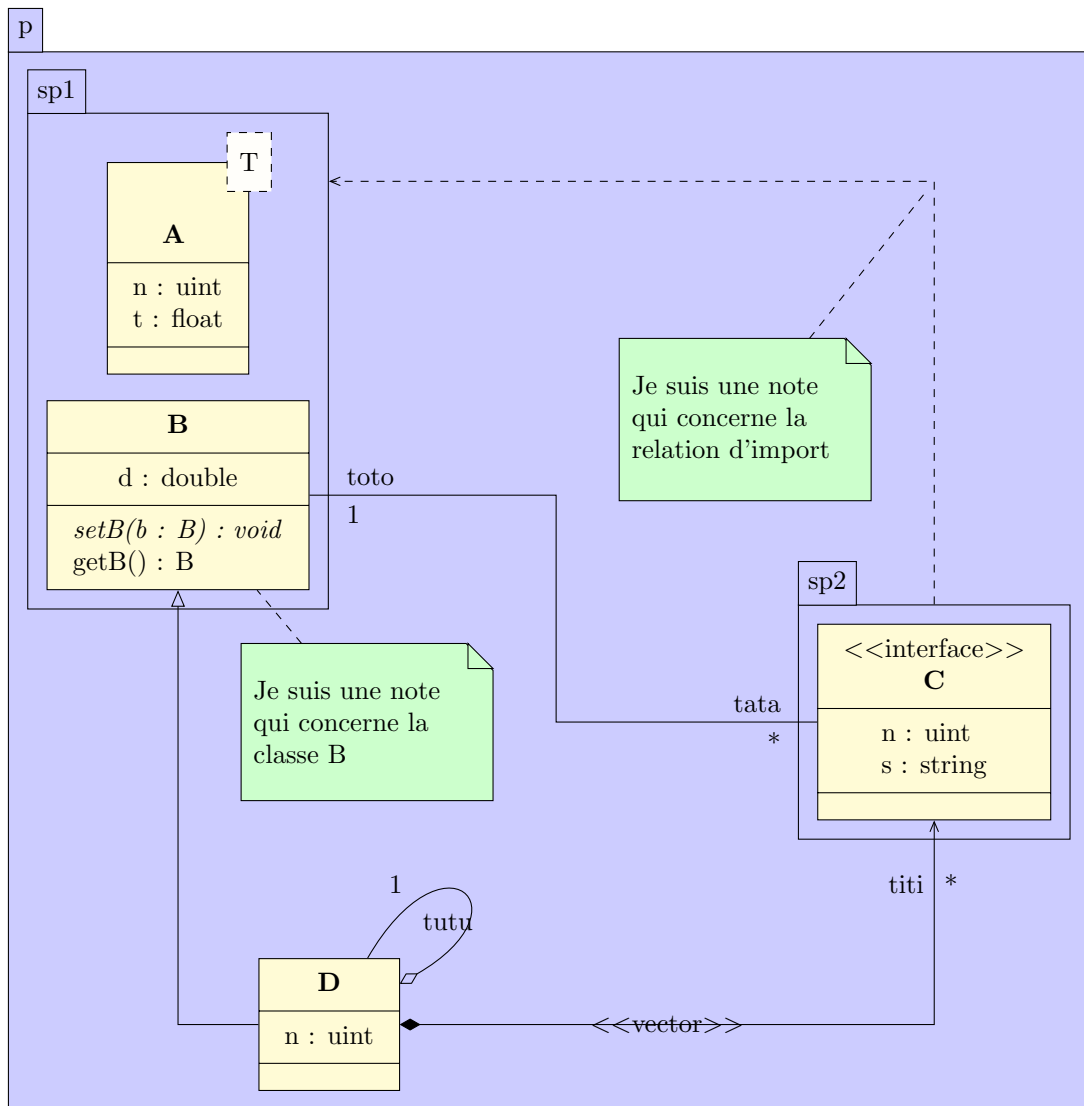 p
sp1
T
A
n : uint
t : float
B
d : double
setB(b : B) : void
getB() : B
toto
1
Je suis une note
qui concerne la
relation d'import
sp2
<<interface>>
C
n : uint
s : string
tata
*
Je suis une note
qui concerne la
classe B
titi
*
1
tutu
D
n : uint
<<vector>>